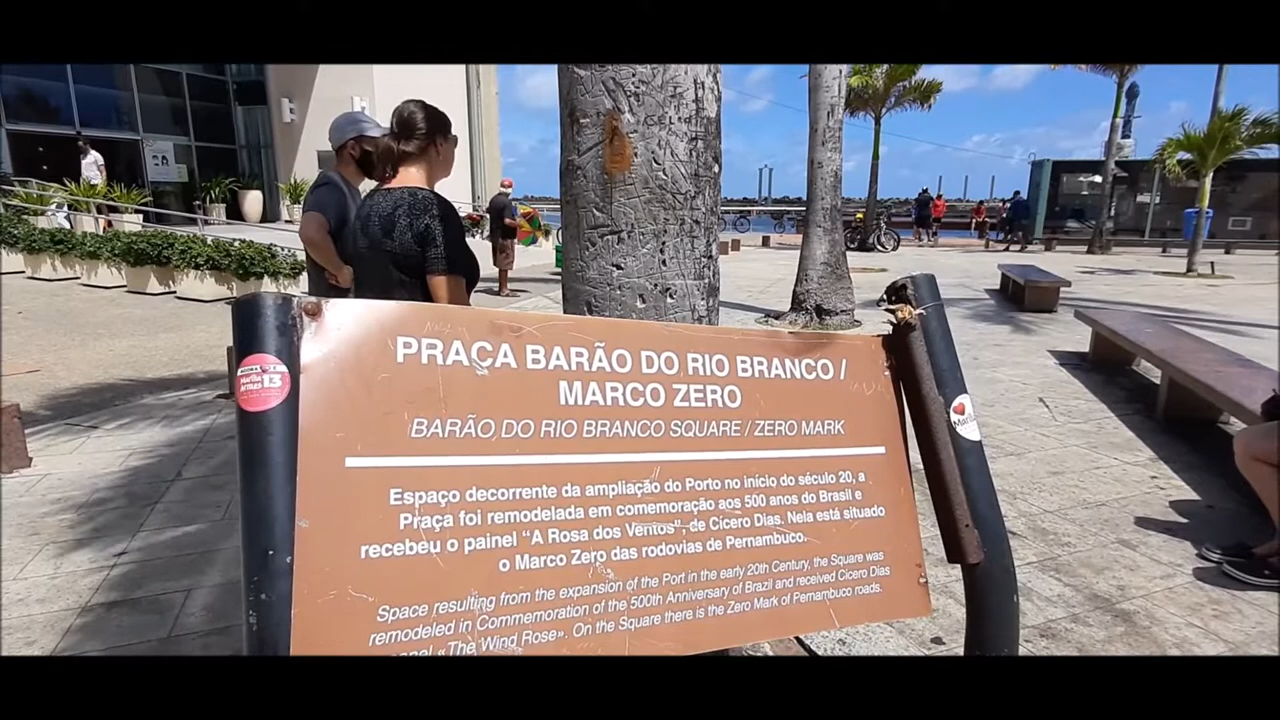 PRAÇA BARÃO DO RIO BRANCO /
MARCO ZERO
BARÃO DO RIO BRANCO SQUARE / ZERO MARK
Espaço decorrente da ampliação do Porto no início do século 20, a
Praça foi remodelada em comemoração aos 500 anos do Brasil e
recebeu o painel “A Rosa dos Ventos”, de Cícero Dias. Nela está situado
o Marco Zero das rodovias de Pernambuco.
Space resulting from the expansion of the Port in the early 20th Century, the Square was
remodeled in Commemoration of the 500th Anniversary of Brazil and received Cícero Dias
«The Wind Rose». On the Square there is the Zero Mark of Pernambuco roads.
AGORA É
Marília
Arraes 13